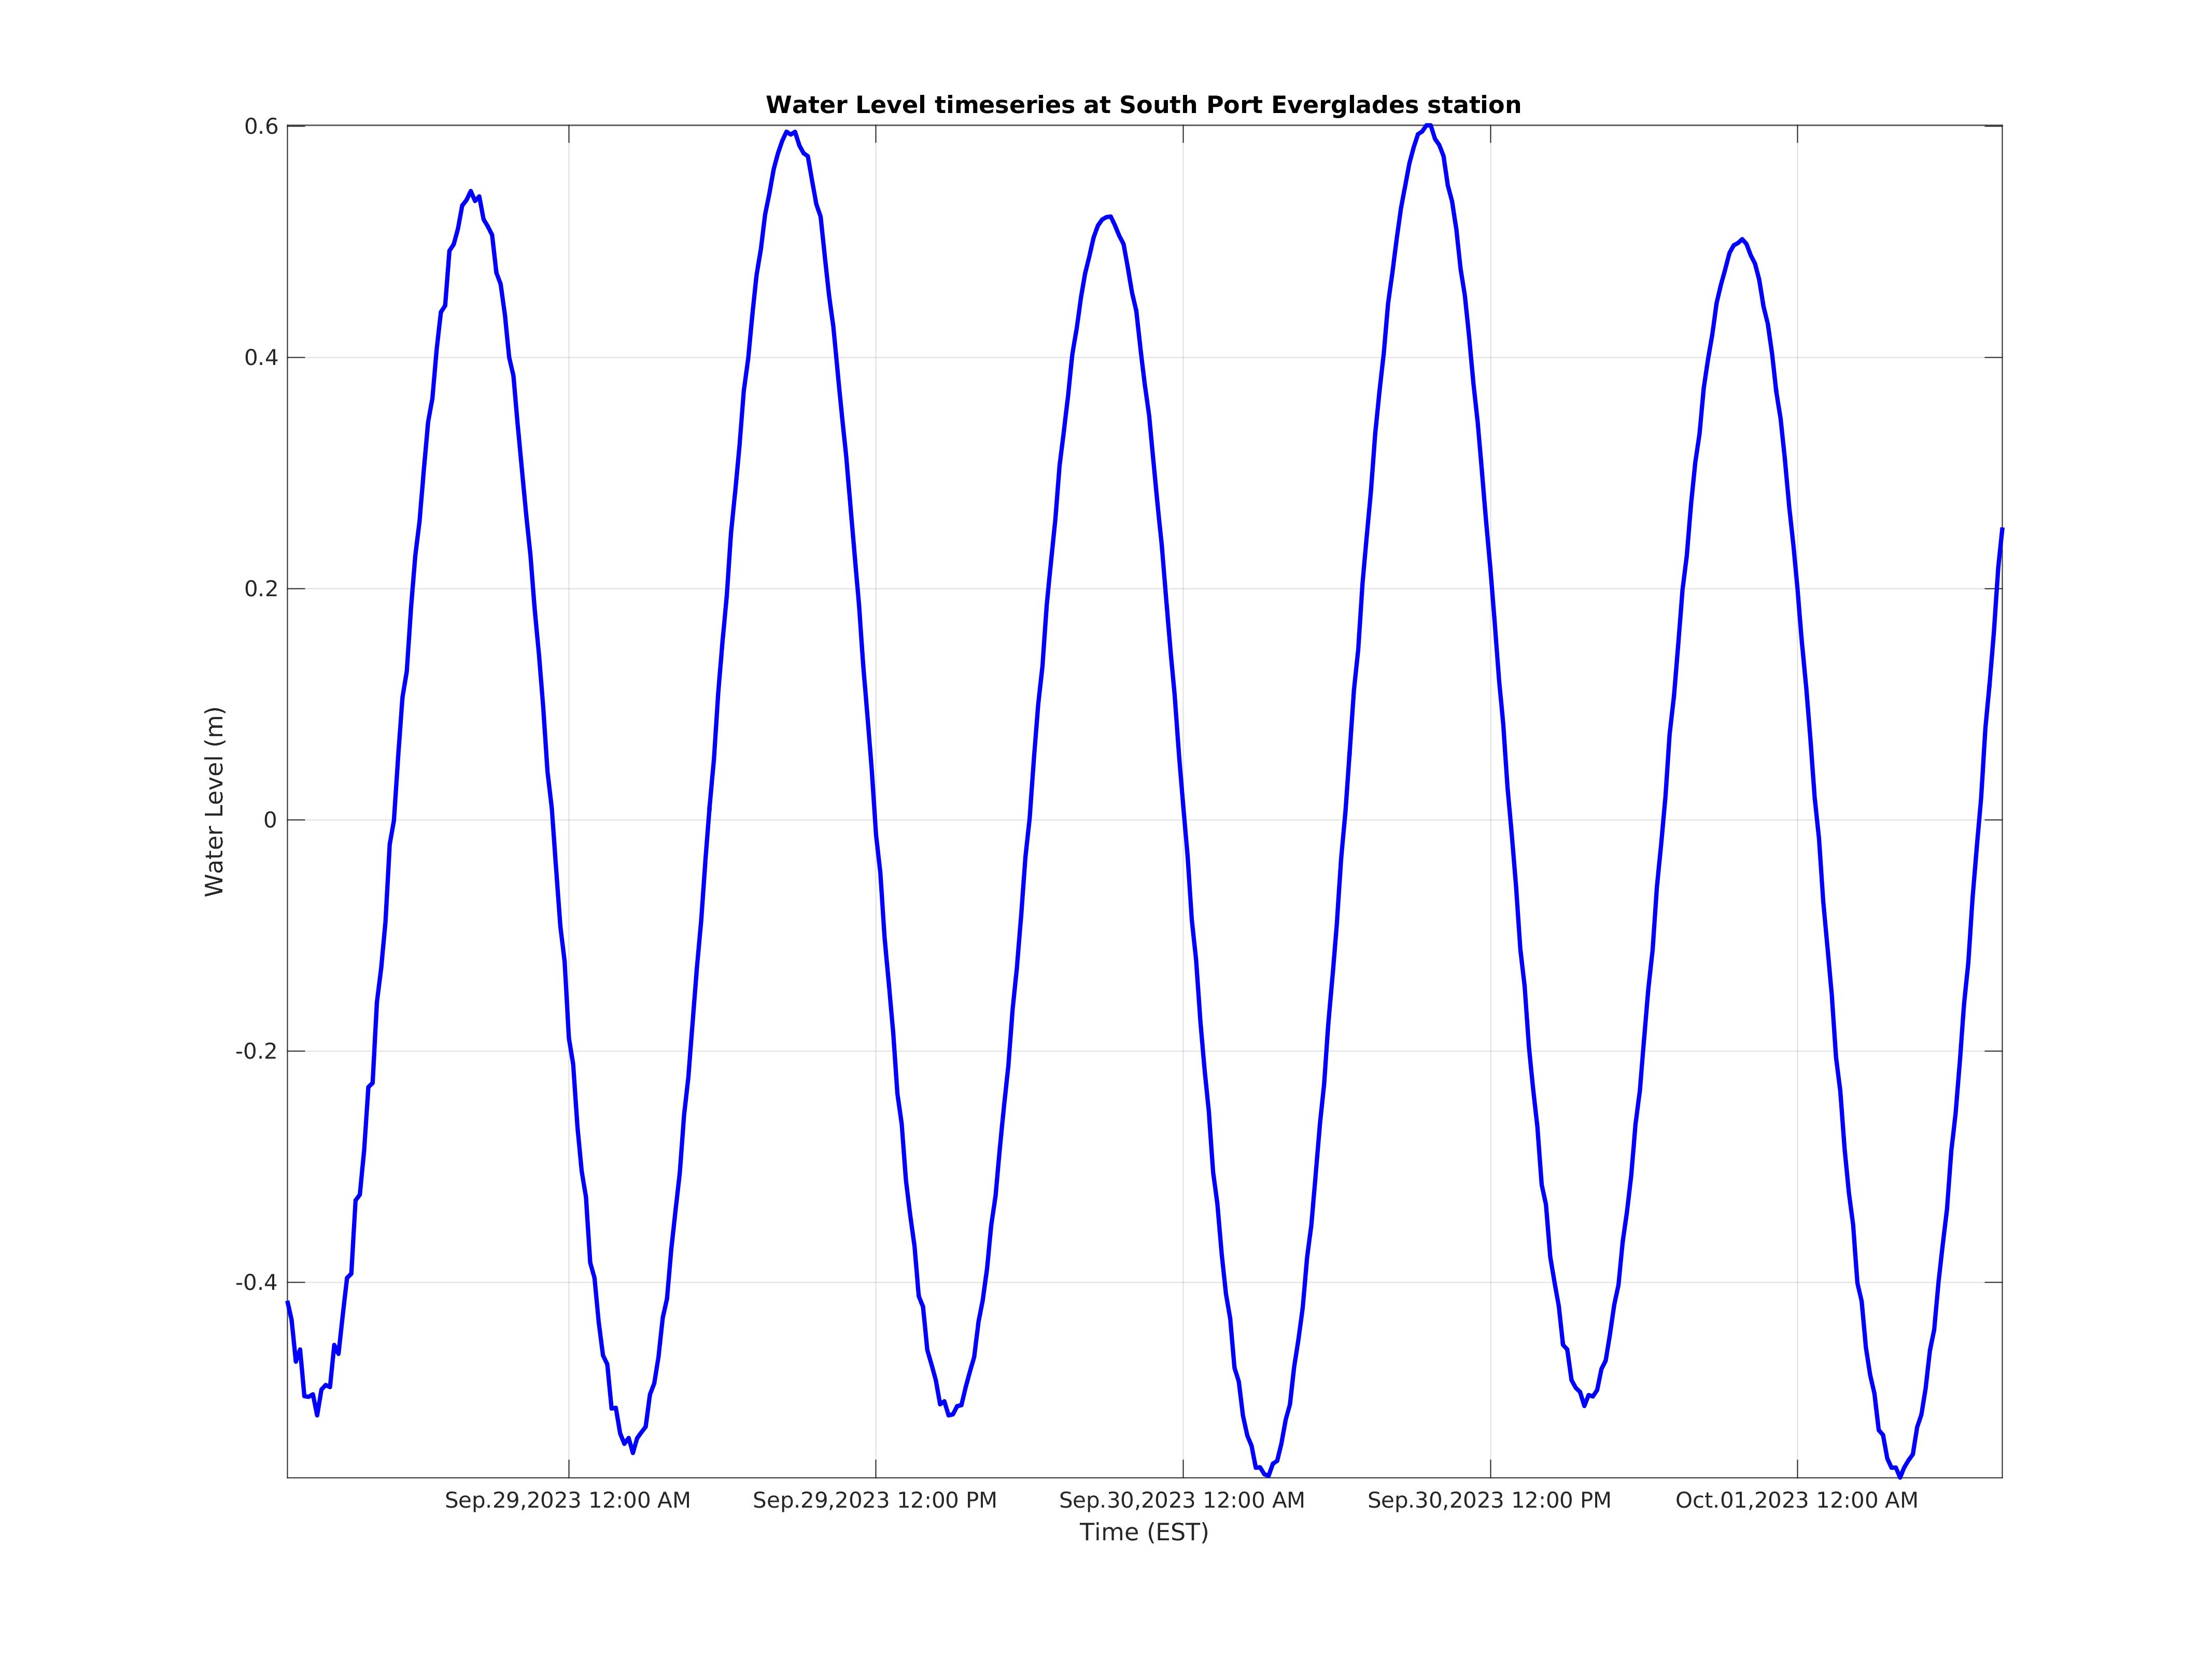 Water Level timeseries at South Port Everglades station
0.6
0.4
0.2
0
-0.2
-0.4
Water Level (m)
Sep.29,2023 12:00 AM
Sep.29,2023 12:00 PM
Sep.30,2023 12:00 AM
Sep.30,2023 12:00 PM
Oct.01,2023 12:00 AM
Time (EST)